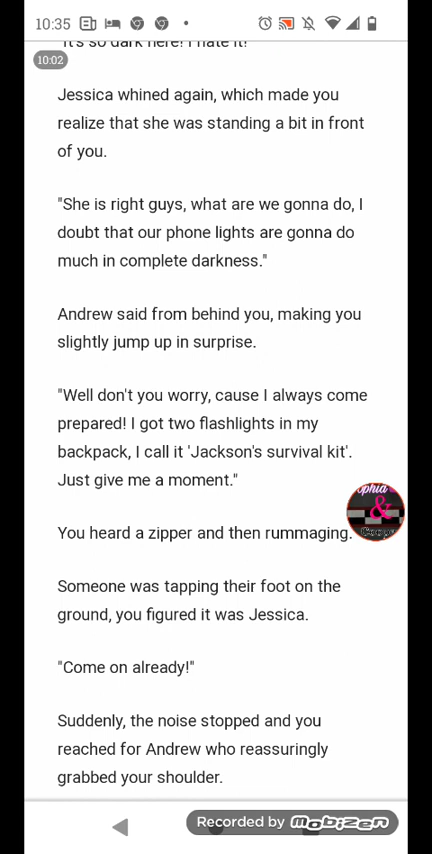 10:35
"It's so dark here! I hate it!"
10:02
Jessica whined again, which made you
realize that she was standing a bit in front
of you.
"She is right guys, what are we gonna do, I
doubt that our phone lights are gonna do
much in complete darkness."
Andrew said from behind you, making you
slightly jump up in surprise.
"Well don't you worry, cause I always come
prepared! I got two flashlights in my
backpack, I call it 'Jackson's survival kit'.
Just give me a moment."
You heard a zipper and then rummaging.
&
Someone was tapping their foot on the
ground, you figured it was Jessica.
"Come on already!"
Suddenly, the noise stopped and you
reached for Andrew who reassuringly
grabbed your shoulder.
Recorded by mobizen